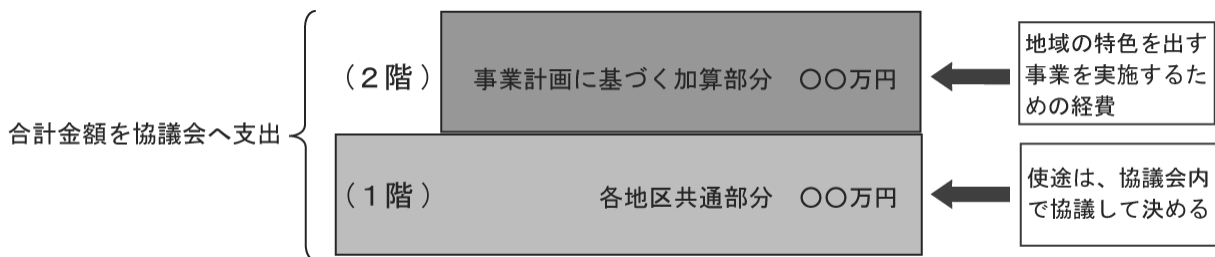 合計金額を協議会へ支出
（２階）
事業計画に基づく加算部分　〇〇万円
地域の特色を出す
事業を実施するた
めの経費
（１階）
各地区共通部分　〇〇万円
使途は、協議会内
で協議して決める